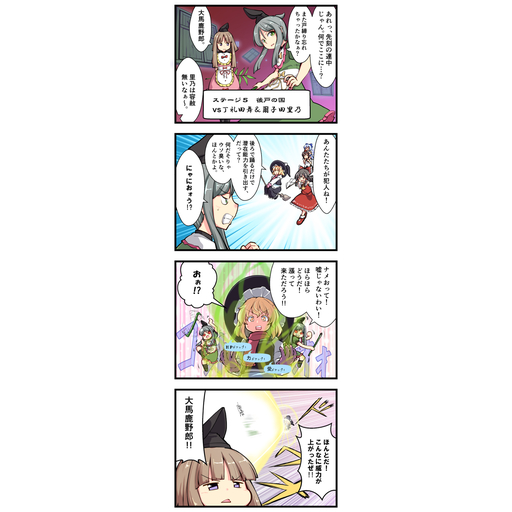 あれっ、先刻の連中
じゃん。何でここに…?
また戸締り忘れ
ちゃったかなぁ?
大馬鹿野郎。
里乃は容赦
無いなぁ〜。
ステージ5 後戸の国
vs丁礼田舞&爾子田里乃
あんたたちが犯人ね!
後ろで踊るだけで
潜在能力を引き出す、
だって?
何だそりゃ
ウソ臭いな、
ほんとかよ。
にゃにおぉう!?
ナメおって!
嘘じゃないわい!
ほらほら
どうだ!
漲って
来ただろう!!
おぉ!?
ほんとだ!
こんなに威力が
上がったぜ!!
大馬鹿野郎!!